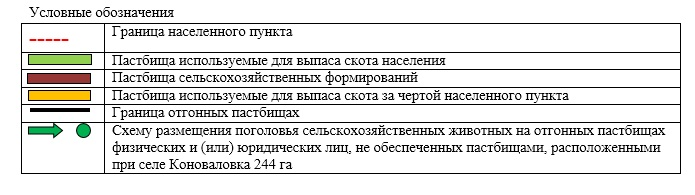 Условные обозначения
Граница населенного пункта
Пастбища используемые для выпаса скота населения
Пастбища сельскохозяйственных формирований
Пастбища используемые для выпаса скота за чертой населенного пункта
Граница отгонных пастбищах
Схему размещения поголовья сельскохозяйственных животных на отгонных пастбищах
физических и (или) юридических лиц, не обеспеченных пастбищами, расположенными
при селе Коноваловка 244 га